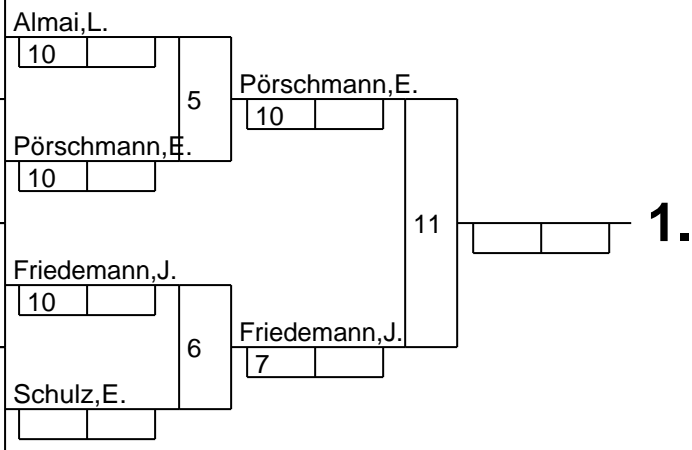 Almai,L.
10
5
Pörschmann,E.
10
Pörschmann,E.
10
11
1.
Friedemann,J.
10
6
Friedemann,J.
7
Schulz,E.